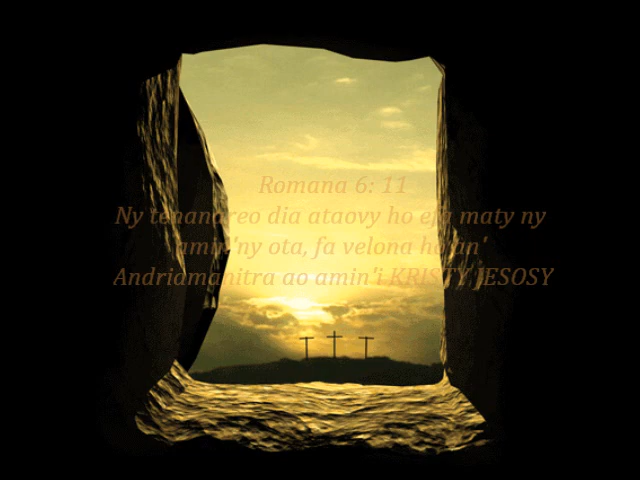 Romana 6: 11
Ny tenanareo dia ataovy ho efa maty ny
amin'ny ota, fa velona ho an'
Andriamanitra ao amin'i KRISTY JESOSY